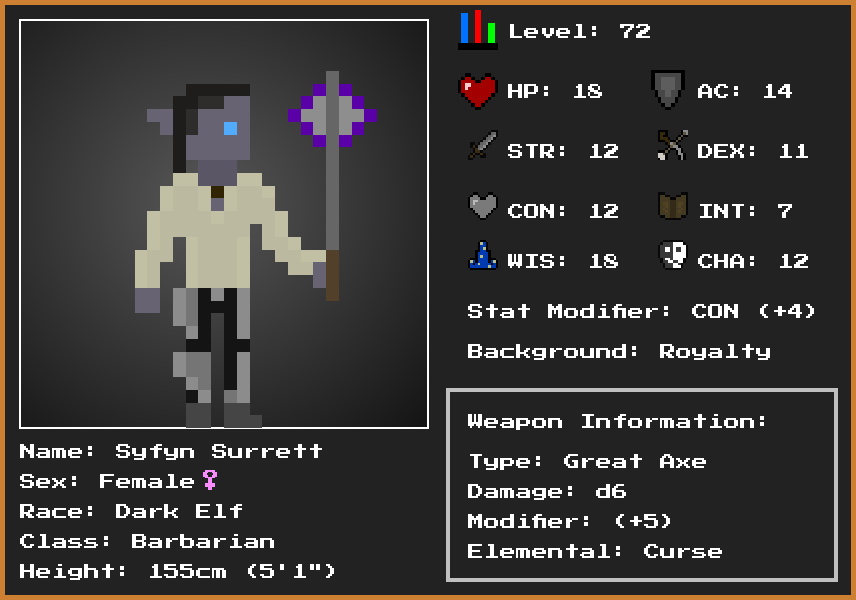 Level: 72
HP: 18 AC: 14
STR: 12 DEX: 11
CON: 12 INT: 7
WIS: 18 CHA: 12
Stat Modifier: CON (+4)
Background: Royalty
Weapon Information:
Type: Great Axe
Damage: d6
Modifier: (+5)
Elemental: Curse
Name: Syfyn Surrett
Sex: Female♀
Race: Dark Elf
Class: Barbarian
Height: 155cm (5'1")